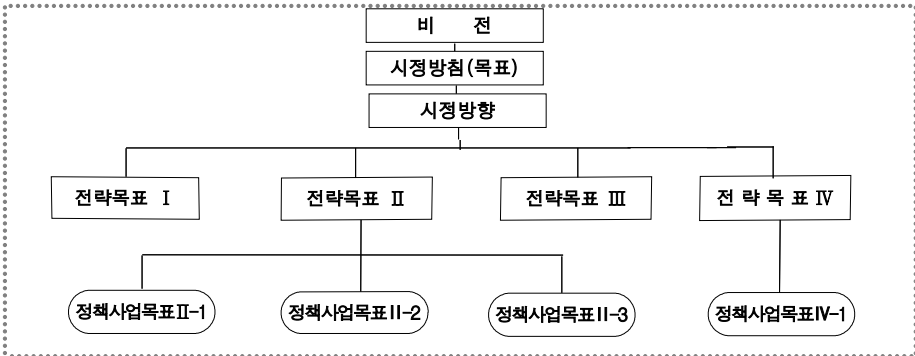 비 전
시정방침(목표)
시정방향
전략목표 Ⅰ
전략목표 Ⅱ
전략목표 Ⅲ
전 략 목 표 Ⅳ
정책사업목표Ⅱ-1
정책사업목표II-2
정책사업목표II-3
정책사업목표IV-1